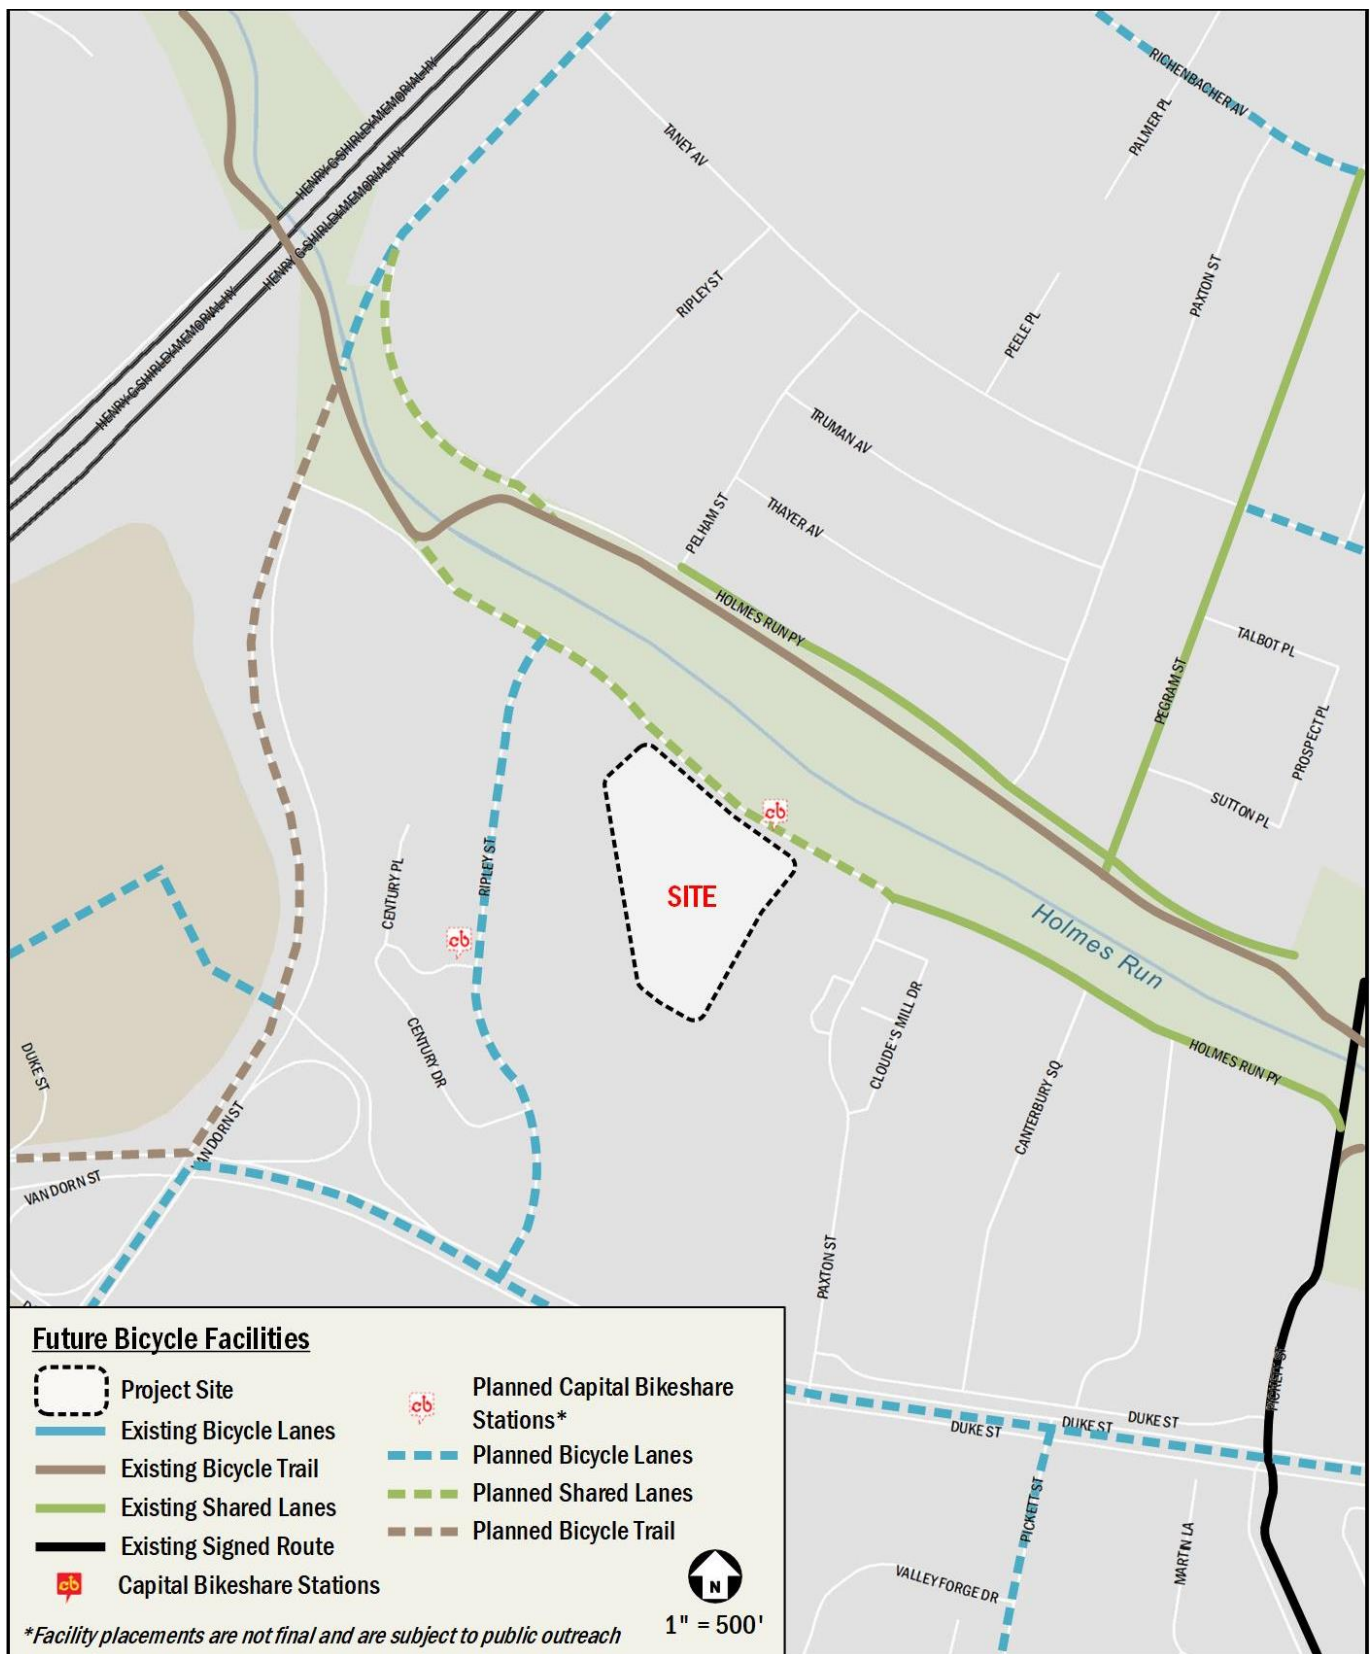 HENRY G SHIRLEY MEMORIAL HY
RICHENBACHER AV
HENRY G SHIRLEY MEMORIAL HY
PALMER PL
TANEY AV
PAXTON ST
RIPLEY ST
PEELE PL
HENRY G SHIRLEY MEMORIAL HY
TRUMAN AV
PELHAM ST
THAYER AV
HOLMES RUN PY
TALBOT PL
PEGRAM ST
PROSPECT PL
SUTTON PL
cb
RIPLEY ST
CENTURY PL
SITE
cb
Holmes Run
CLOUDE'S MILL DR
CENTURY DR
DUKE ST
HOLMES RUN PY
CANTERBURY SQ
VAN DORN ST
VAN DORN ST
PAXTON ST
DUKE ST
DUKE ST
DUKE ST
PICKETT ST
MARTIN LA
VALLEY FORGE DR
Future Bicycle Facilities
Project Site
Existing Bicycle Lanes
Existing Bicycle Trail
Existing Shared Lanes
Existing Signed Route
cb
Capital Bikeshare Stations
cb
Planned Capital Bikeshare
Stations*
Planned Bicycle Lanes
Planned Shared Lanes
Planned Bicycle Trail
N
1" = 500'
*Facility placements are not final and are subject to public outreach